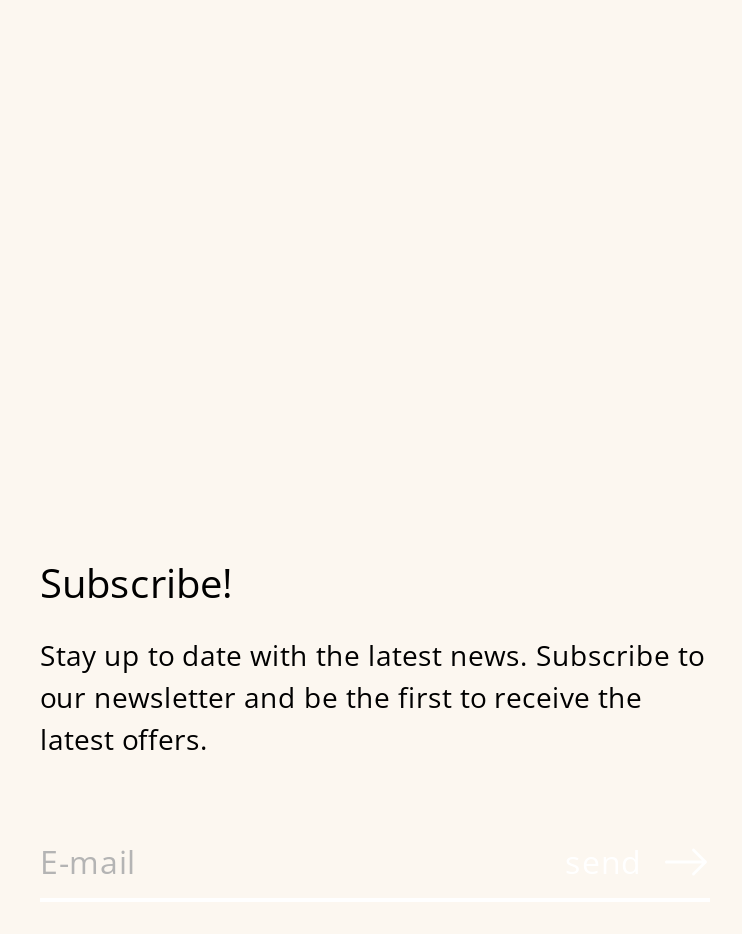 Subscribe!
Stay up to date with the latest news. Subscribe to
our newsletter and be the first to receive the
latest offers.
E-mail send